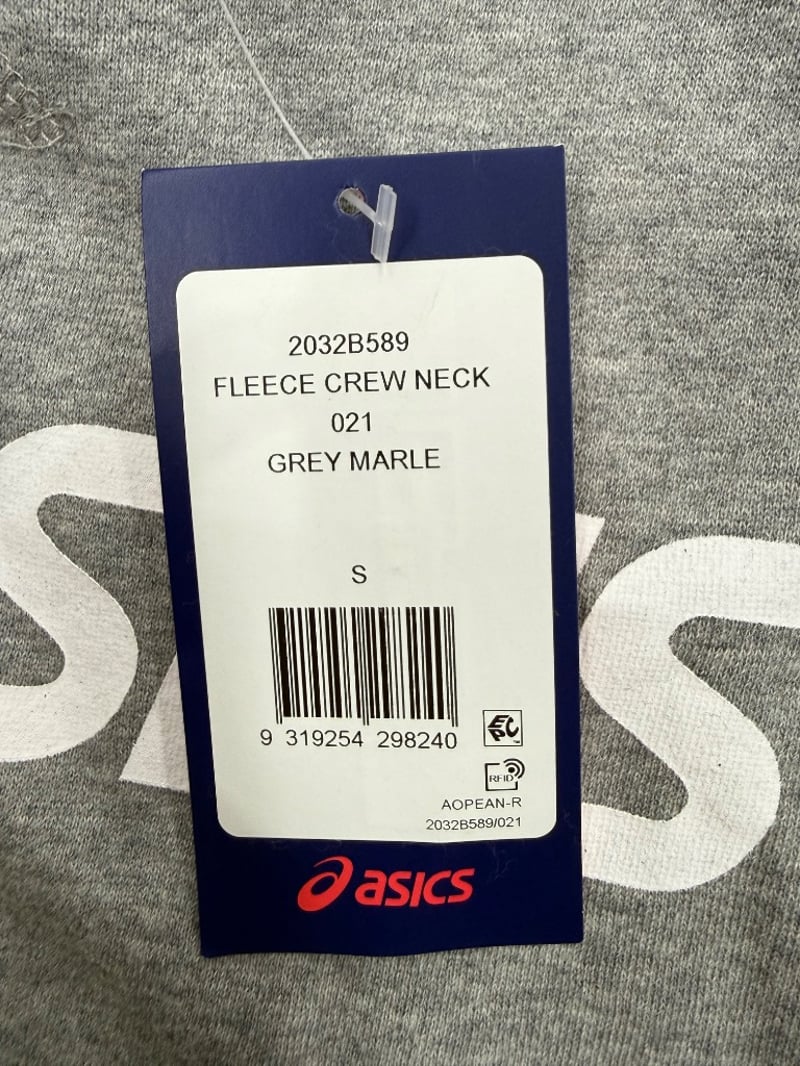 2032B589
FLEECE CREW NECK
021
GREY MARLE
S
9 319254 298240
EPC
RFID
AOPEAN-R
2032B589/021
asics